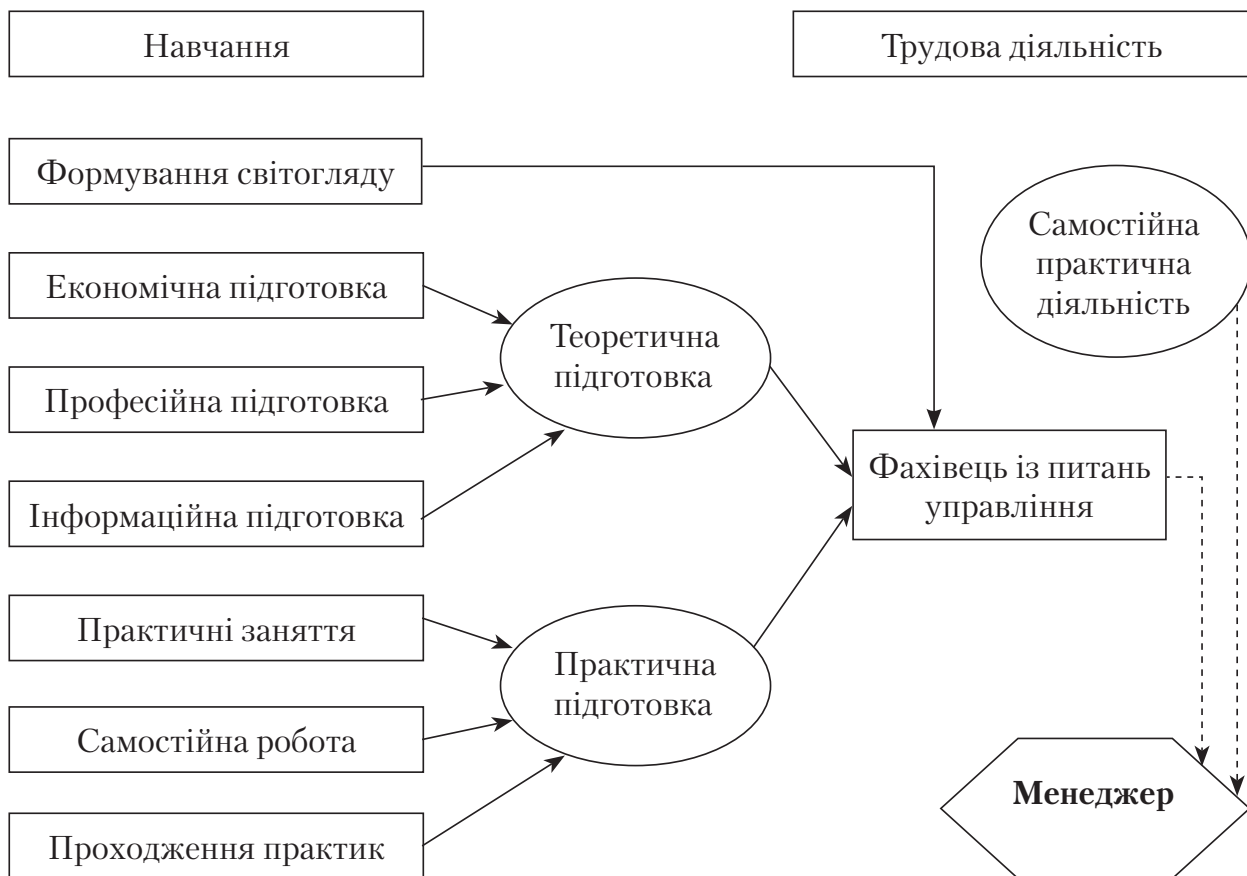 Навчання
Трудова діяльність
Формування світогляду
Самостійна
практична
діяльність
Економічна підготовка
Теоретична
підготовка
Професійна підготовка
Фахівець із питань
управління
Інформаційна підготовка
Практичні заняття
Практична
підготовка
Самостійна робота
Менеджер
Проходження практик